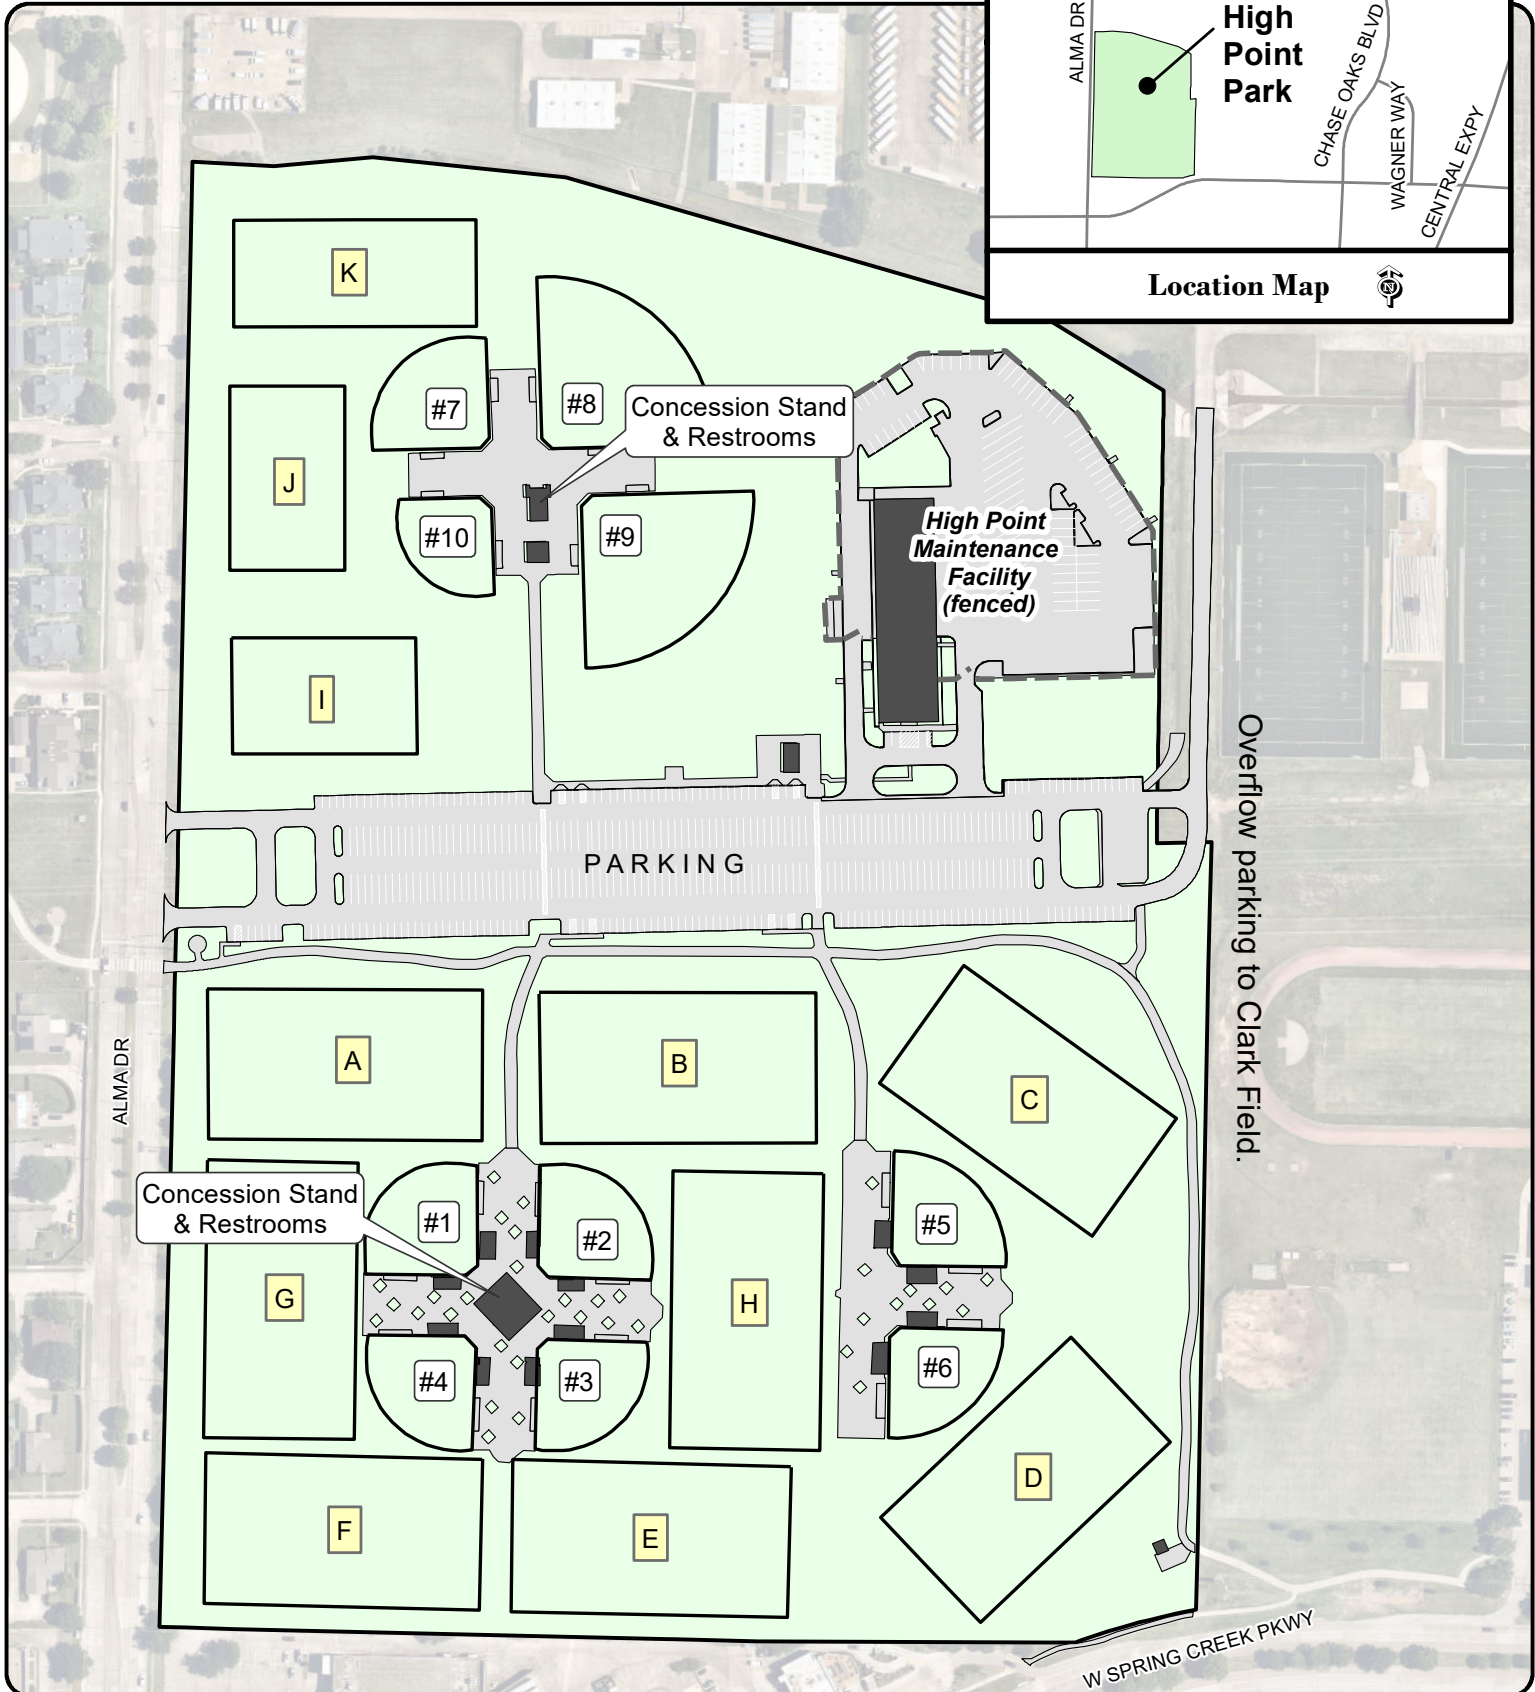 ALMA DR
High
Point
Park
CHASE OAKS BLVD
WAGNER WAY
CENTRAL EXPY
Location Map
N
K
#7
#8
Concession Stand
& Restrooms
J
#10
#9
High Point
Maintenance
Facility
(fenced)
I
PARKING
Overflow parking to Clark Field.
A
B
C
ALMA DR
Concession Stand
& Restrooms
#1
#2
#5
G
H
#4
#3
#6
F
E
D
W SPRING CREEK PKWY